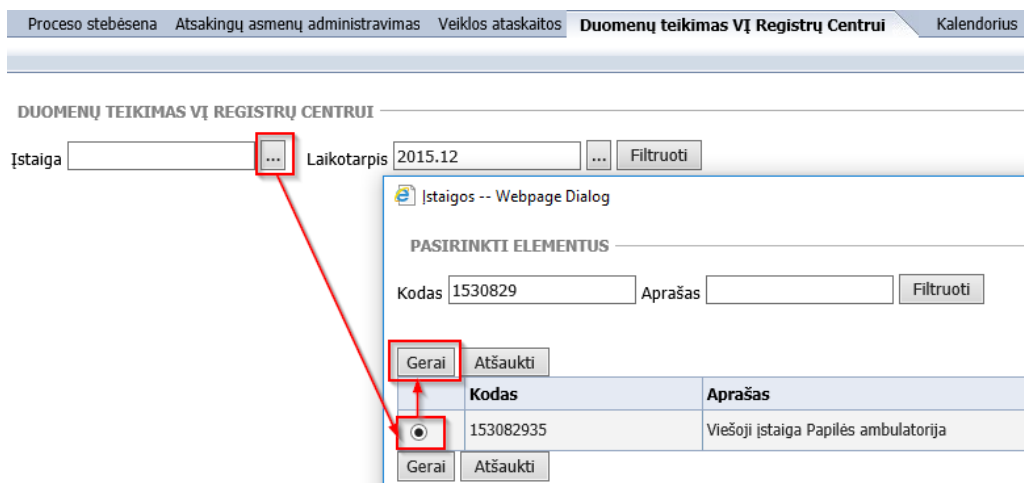 Proceso stebėsena Atsakingų asmenų administravimas Veiklos ataskaitos Duomenų teikimas VĮ Registrų Centrui Kalendorius
DUOMENŲ TEIKIMAS VĮ REGISTRŲ CENTRUI
Įstaiga ... Laikotarpis 2015.12 ... Filtruoti
Įstaigos -- Webpage Dialog
PASIRINKTI ELEMENTUS
Kodas 1530829 Aprašas Filtruoti
Gerai Atšaukti
Kodas Aprašas
153082935 Viešoji įstaiga Papilės ambulatorija
Gerai Atšaukti